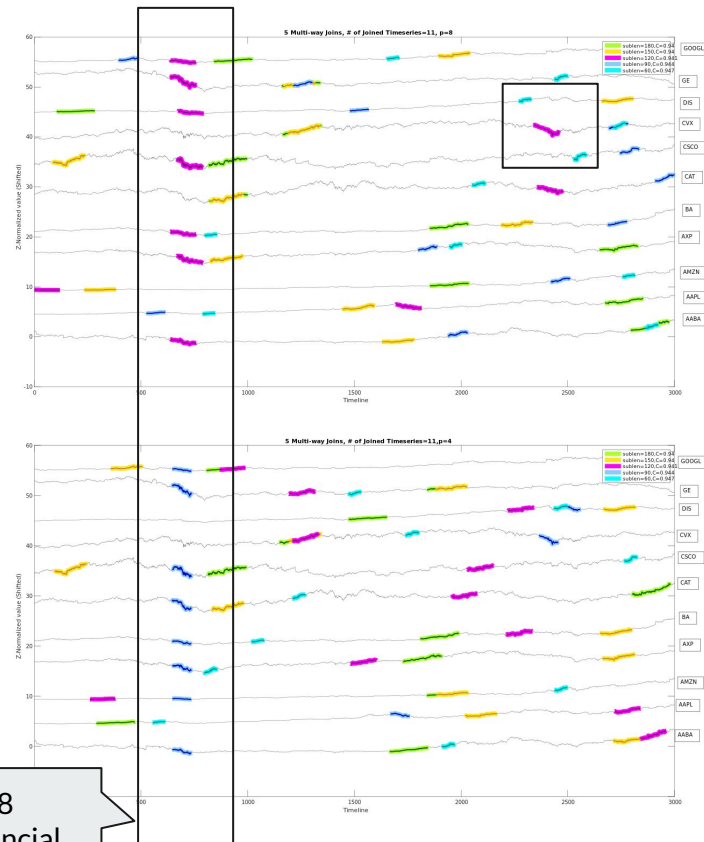 5 Multi-way Joins, # of Joined Timeseries=11, p=8
60
50
40
30
20
10
0
-10
Z-Normalized value (Shifted)
0
500
1000
1500
2000
2500
3000
Timeline
sublen=180,C=0.94
sublen=150,C=0.94
sublen=120,C=0.941
sublen=90,C=0.944
sublen=60,C=0.947
GOOGL
GE
DIS
CVX
CSCO
CAT
BA
AXP
AMZN
AAPL
AABA
5 Multi-way Joins, # of Joined Timeseries=11,p=4
60
50
40
30
20
10
0
Z-Normalized value (Shifted)
500
1000
1500
2000
2500
3000
Timeline
sublen=180,C=0.94
sublen=150,C=0.94
sublen=120,C=0.941
sublen=90,C=0.944
sublen=60,C=0.947
GOOGL
GE
DIS
CVX
CSCO
CAT
BA
AXP
AMZN
AAPL
AABA
8